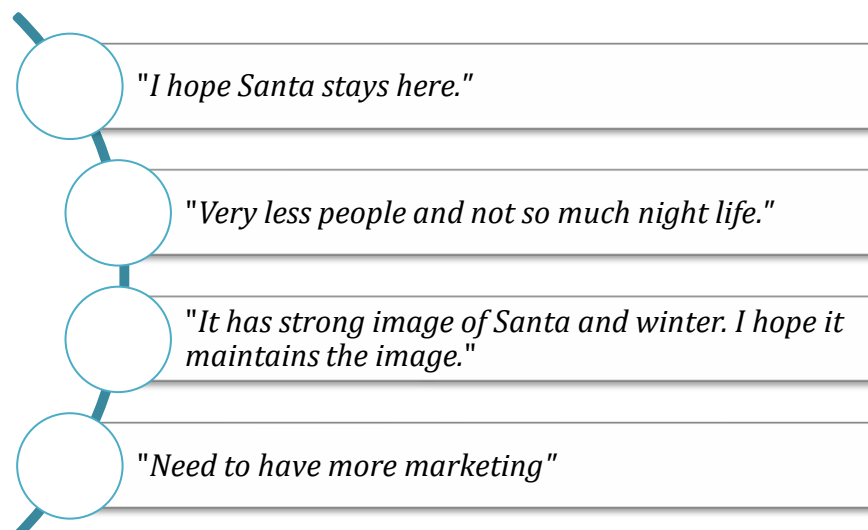 "I hope Santa stays here."
"Very less people and not so much night life."
"It has strong image of Santa and winter. I hope it
maintains the image."
"Need to have more marketing"